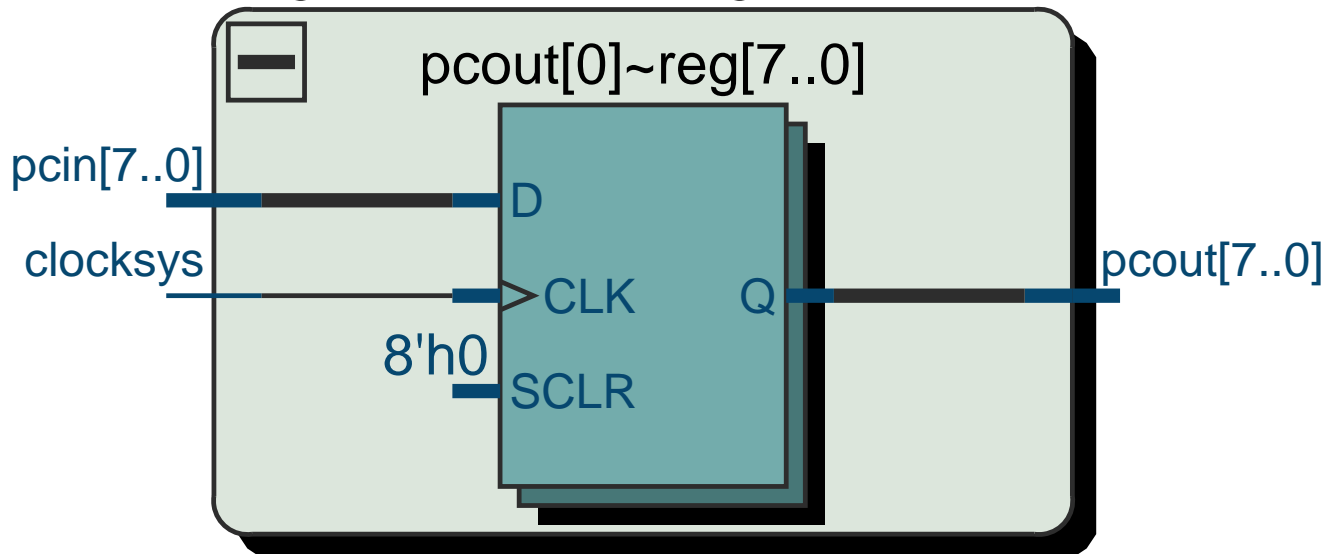 pcout[0]~reg[7..0]
pcin[7..0]
D
clocksys
CLK
Q
pcout[7..0]
8'h0
SCLR